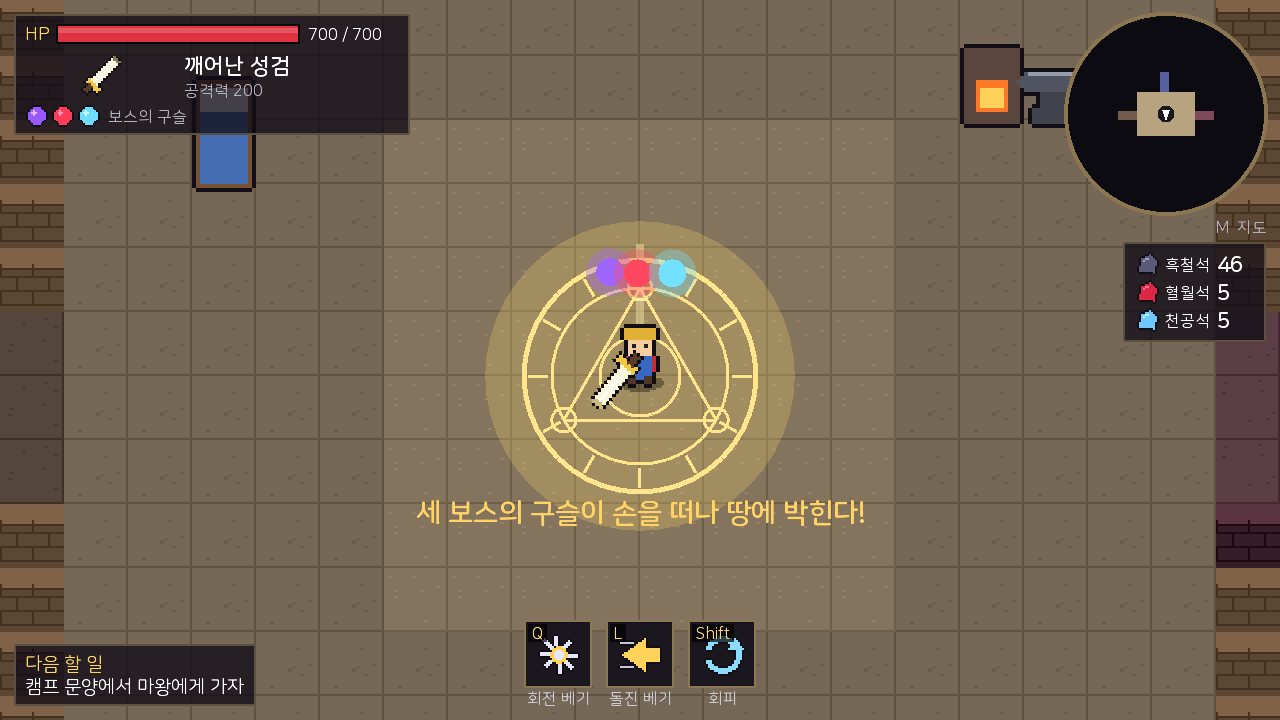 HP 700 / 700
깨어난 성검
공격력 200
보스의 구슬
M 지도
흑철석 46
혈월석 5
천공석 5
세 보스의 구슬이 손을 떠나 땅에 박힌다!
Q L Shift
회전 베기 돌진 베기 회피
다음 할 일
캠프 문양에서 마왕에게 가자